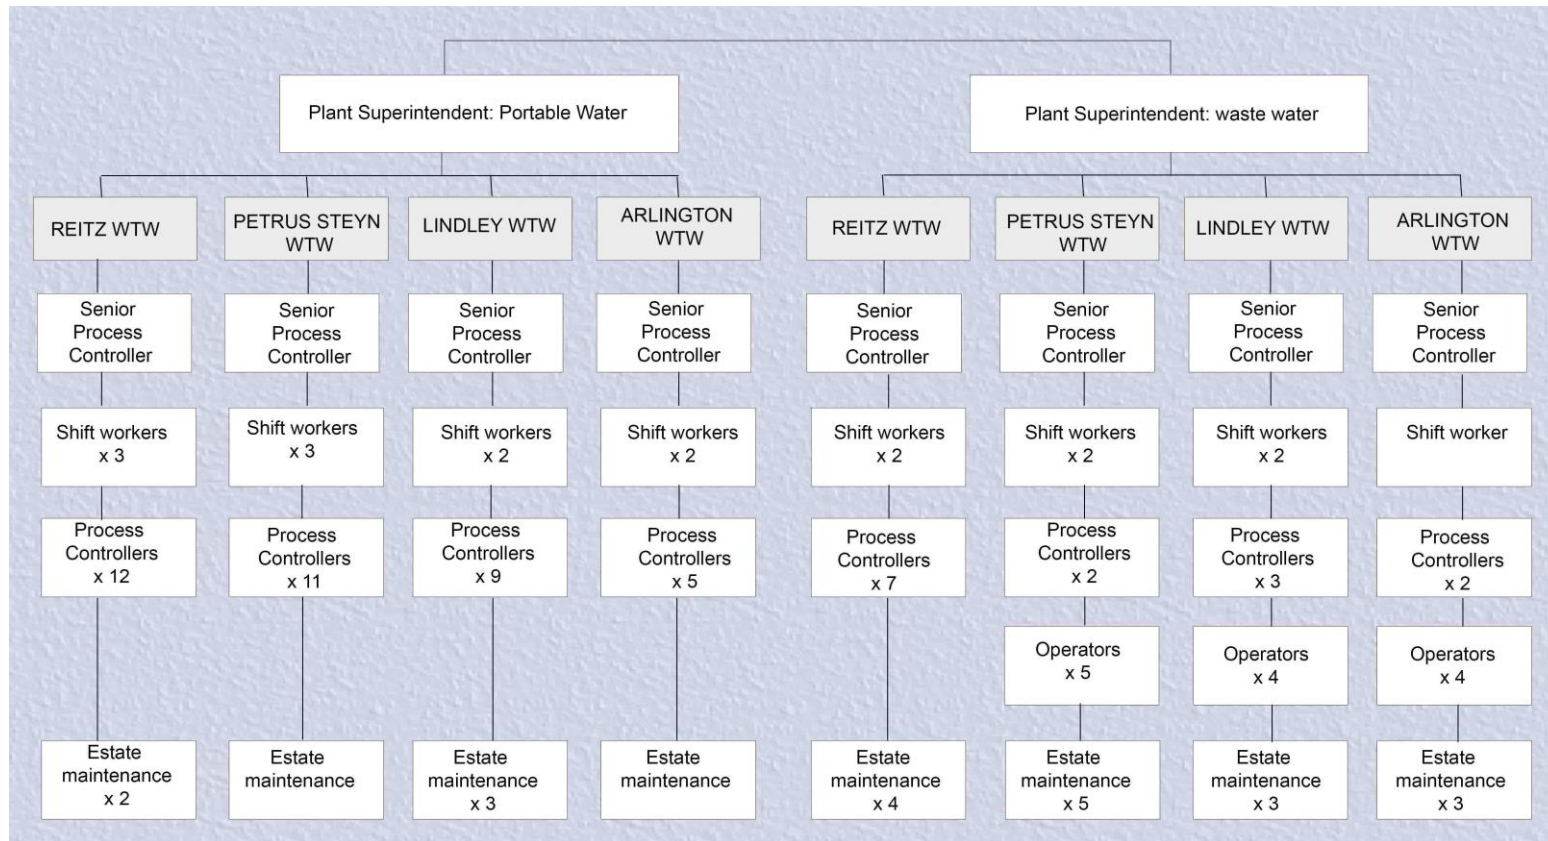 Plant Superintendent: Portable Water
Plant Superintendent: waste water
REITZ WTW
PETRUS STEYN
WTW
LINDLEY WTW
ARLINGTON
WTW
REITZ WTW
PETRUS STEYN
WTW
LINDLEY WTW
ARLINGTON
WTW
Senior
Process
Controller
Senior
Process
Controller
Senior
Process
Controller
Senior
Process
Controller
Senior
Process
Controller
Senior
Process
Controller
Senior
Process
Controller
Senior
Process
Controller
Shift workers
x 3
Shift workers
x 3
Shift workers
x 2
Shift workers
x 2
Shift workers
x 2
Shift workers
x 2
Shift workers
x 2
Shift worker
Process
Controllers
x 12
Process
Controllers
x 11
Process
Controllers
x 9
Process
Controllers
x 5
Process
Controllers
x 7
Process
Controllers
x 2
Process
Controllers
x 3
Process
Controllers
x 2
Operators
x 5
Operators
x 4
Operators
x 4
Estate
maintenance
x 2
Estate
maintenance
Estate
maintenance
x 3
Estate
maintenance
Estate
maintenance
x 4
Estate
maintenance
x 5
Estate
maintenance
x 3
Estate
maintenance
x 3